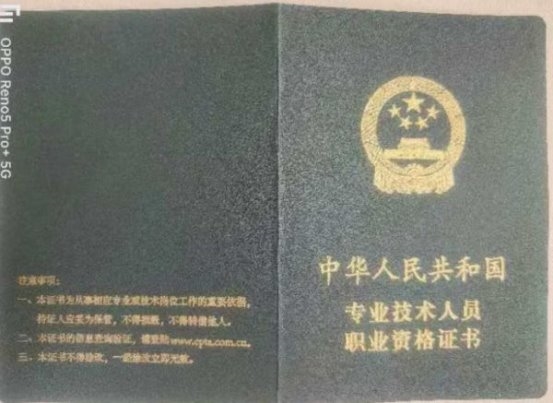 OPPO Reno5 Pro+ 5G
注意事项:
一、本证书为从事相应专业或技术岗位工作的重要依据,
持证人应妥为保管,不得损毁,不得转借他人。
二、本证书的信息查询验证,请登陆www.cpta.com.cn。
三、本证书不得涂改,一经涂改立即无效。
中华人民共和国
专业技术人员
职业资格证书